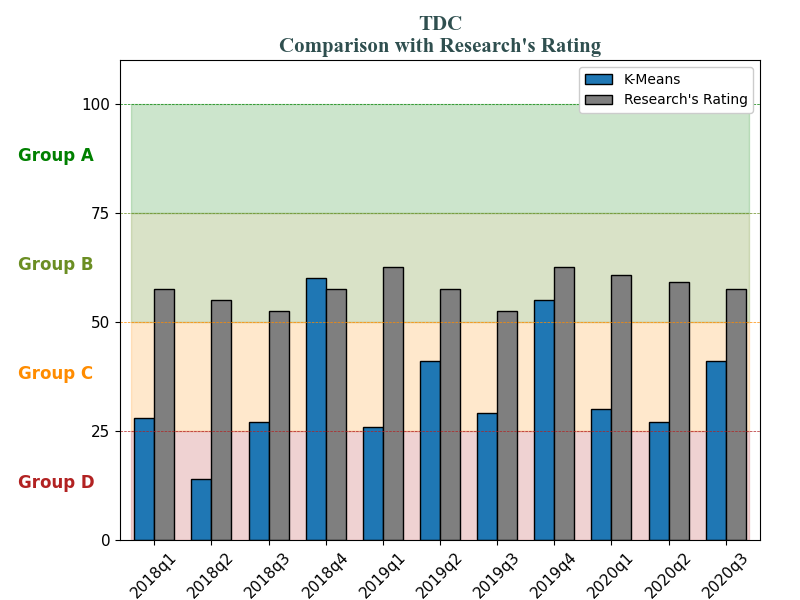 TDC
Comparison with Research's Rating
K-Means
Research's Rating
100
Group A
75
Group B
50
Group C
25
Group D
0
2018q1 2018q2 2018q3 2018q4 2019q1 2019q2 2019q3 2019q4 2020q1 2020q2 2020q3